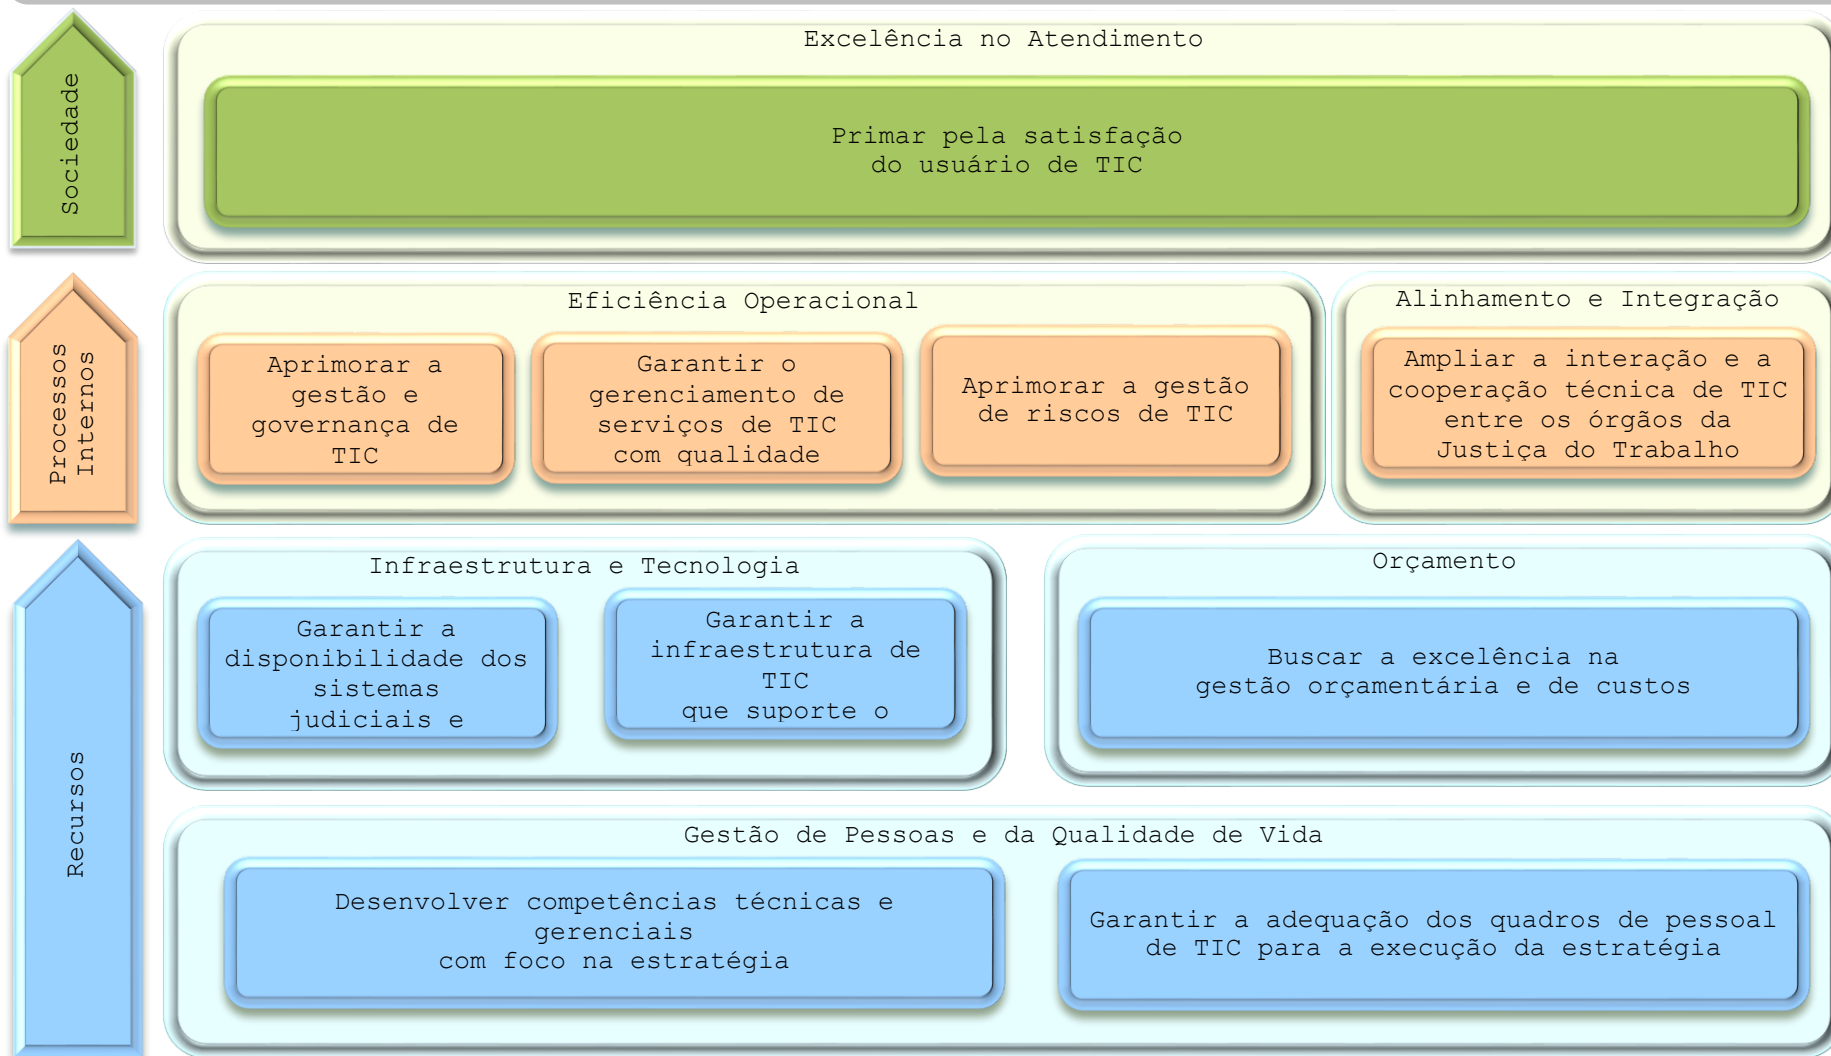 Sociedade
Excelência no Atendimento
Primar pela satisfação
do usuário de TIC
Processos
Internos
Eficiência Operacional
Aprimorar a
gestão e
governança de
TIC
Garantir o
gerenciamento de
serviços de TIC
com qualidade
Aprimorar a gestão
de riscos de TIC
Alinhamento e Integração
Ampliar a interação e a
cooperação técnica de TIC
entre os órgãos da
Justiça do Trabalho
Recursos
Infraestrutura e Tecnologia
Garantir a
disponibilidade dos
sistemas
judiciais e
Garantir a
infraestrutura de
TIC
que suporte o
Orçamento
Buscar a excelência na
gestão orçamentária e de custos
Gestão de Pessoas e da Qualidade de Vida
Desenvolver competências técnicas e
gerenciais
com foco na estratégia
Garantir a adequação dos quadros de pessoal
de TIC para a execução da estratégia